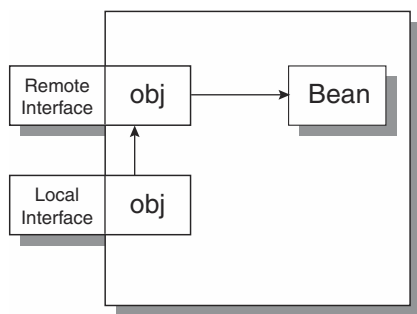 Remote
Interface
obj
Bean
Local
Interface
obj